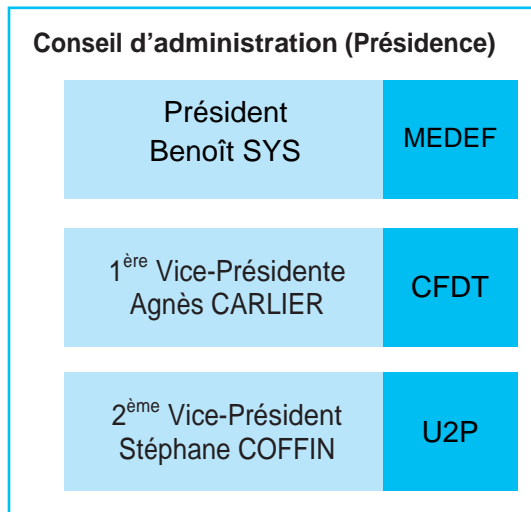 Conseil d'administration (Présidence)
Président
Benoît SYS
MEDEF
1ère Vice-Présidente
Agnès CARLIER
CFDT
2ème Vice-Président
Stéphane COFFIN
U2P